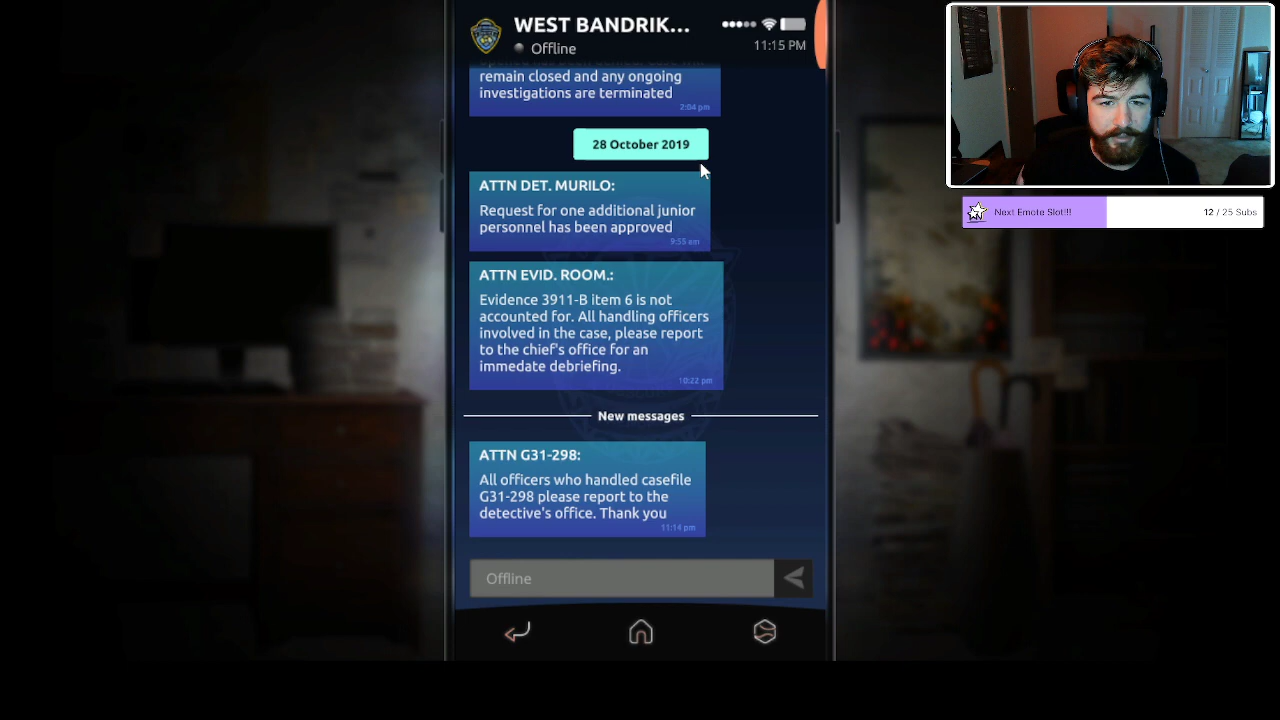 WEST BANDRIK...
Offline
11:15 PM
remain closed and any ongoing
investigations are terminated
2:04 pm
28 October 2019
ATTN DET. MURILO:
Request for one additional junior
personnel has been approved
9:55 am
ATTN EVID. ROOM.:
Evidence 3911-B item 6 is not
accounted for. All handling officers
involved in the case, please report
to the chief's office for an
immedate debriefing.
10:22 pm
New messages
ATTN G31-298:
All officers who handled casefile
G31-298 please report to the
detective's office. Thank you
11:14 pm
Offline
Next Emote Slot!!!
12 / 25 Subs